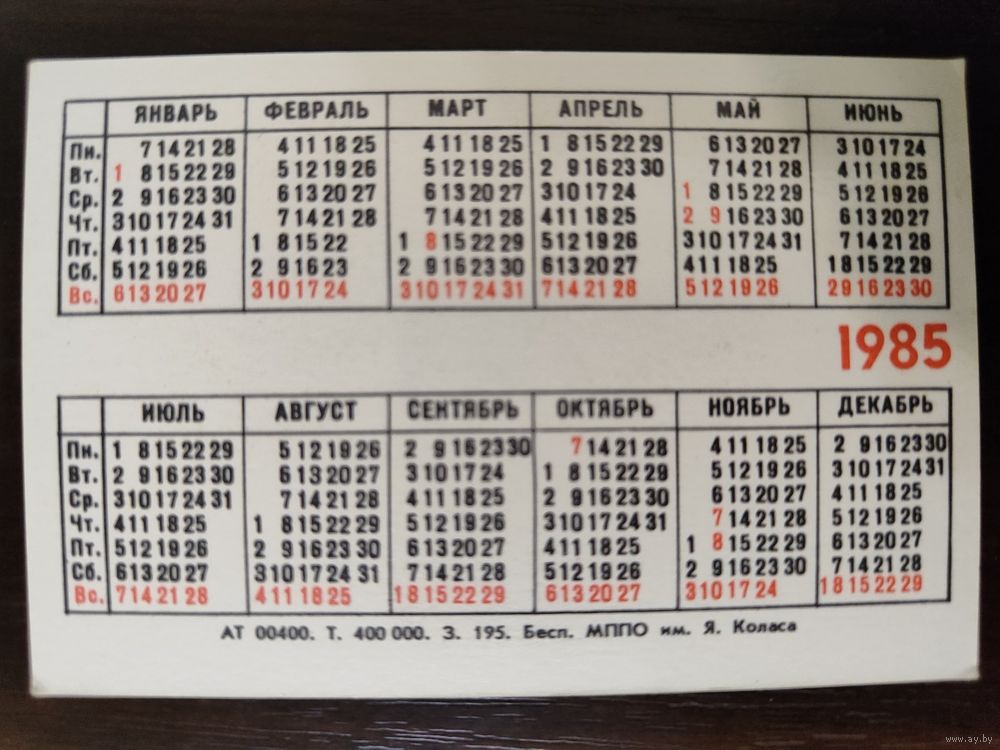 ЯНВАРЬ ФЕВРАЛЬ МАРТ АПРЕЛЬ МАЙ ИЮНЬ
Пн. 7 14 21 28 4 11 18 25 4 11 18 25 1 8 15 22 29 6 13 20 27 3 10 17 24
Вт. 1 8 15 22 29 5 12 19 26 5 12 19 26 2 9 16 23 30 7 14 21 28 4 11 18 25
Ср. 2 9 16 23 30 6 13 20 27 6 13 20 27 3 10 17 24 1 8 15 22 29 5 12 19 26
Чт. 3 10 17 24 31 7 14 21 28 7 14 21 28 4 11 18 25 2 9 16 23 30 6 13 20 27
Пт. 4 11 18 25 1 8 15 22 1 8 15 22 29 5 12 19 26 3 10 17 24 31 7 14 21 28
Сб. 5 12 19 26 2 9 16 23 2 9 16 23 30 6 13 20 27 4 11 18 25 1 8 15 22 29
Вс. 6 13 20 27 3 10 17 24 3 10 17 24 31 7 14 21 28 5 12 19 26 2 9 16 23 30
1985
ИЮЛЬ АВГУСТ СЕНТЯБРЬ ОКТЯБРЬ НОЯБРЬ ДЕКАБРЬ
Пн. 1 8 15 22 29 5 12 19 26 2 9 16 23 30 7 14 21 28 4 11 18 25 2 9 16 23 30
Вт. 2 9 16 23 30 6 13 20 27 3 10 17 24 1 8 15 22 29 5 12 19 26 3 10 17 24 31
Ср. 3 10 17 24 31 7 14 21 28 4 11 18 25 2 9 16 23 30 6 13 20 27 4 11 18 25
Чт. 4 11 18 25 1 8 15 22 29 5 12 19 26 3 10 17 24 31 7 14 21 28 5 12 19 26
Пт. 5 12 19 26 2 9 16 23 30 6 13 20 27 4 11 18 25 1 8 15 22 29 6 13 20 27
Сб. 6 13 20 27 3 10 17 24 31 7 14 21 28 5 12 19 26 2 9 16 23 30 7 14 21 28
Вс. 7 14 21 28 4 11 18 25 1 8 15 22 29 6 13 20 27 3 10 17 24 1 8 15 22 29
АТ 00400. Т. 400 000. З. 195. Бесп. МППО им. Я. Коласа
www.ay.by